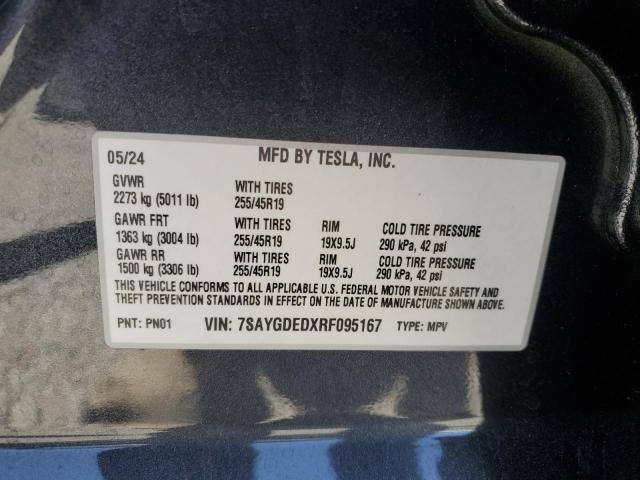 05/24 MFD BY TESLA, INC.
GVWR WITH TIRES
2273 kg (5011 lb) 255/45R19
GAWR FRT WITH TIRES RIM COLD TIRE PRESSURE
1363 kg (3004 lb) 255/45R19 19X9.5J 290 kPa, 42 psi
GAWR RR WITH TIRES RIM COLD TIRE PRESSURE
1500 kg (3306 lb) 255/45R19 19X9.5J 290 kPa, 42 psi
THIS VEHICLE CONFORMS TO ALL APPLICABLE U.S. FEDERAL MOTOR VEHICLE SAFETY AND
THEFT PREVENTION STANDARDS IN EFFECT ON THE DATE OF MANUFACTURE SHOWN ABOVE.
PNT: PN01 VIN: 7SAYGDEDXRF095167 TYPE: MPV